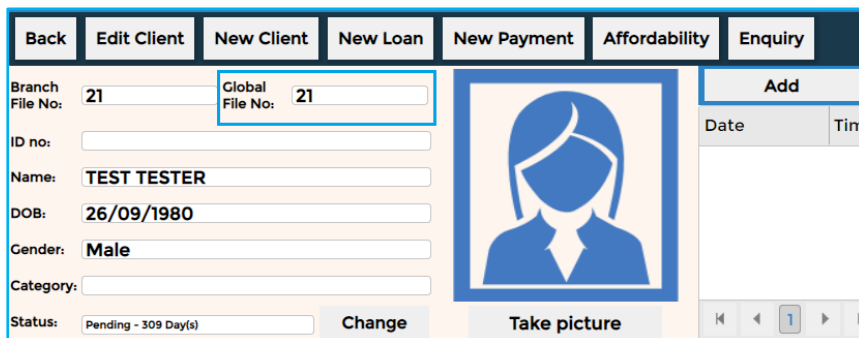 Back Edit Client New Client New Loan New Payment Affordability Enquiry
Branch File No: 21 Global File No: 21
ID no:
Name: TEST TESTER
DOB: 26/09/1980
Gender: Male
Category:
Status: Pending - 309 Day(s) Change
Take picture
Add
Date Tim
1